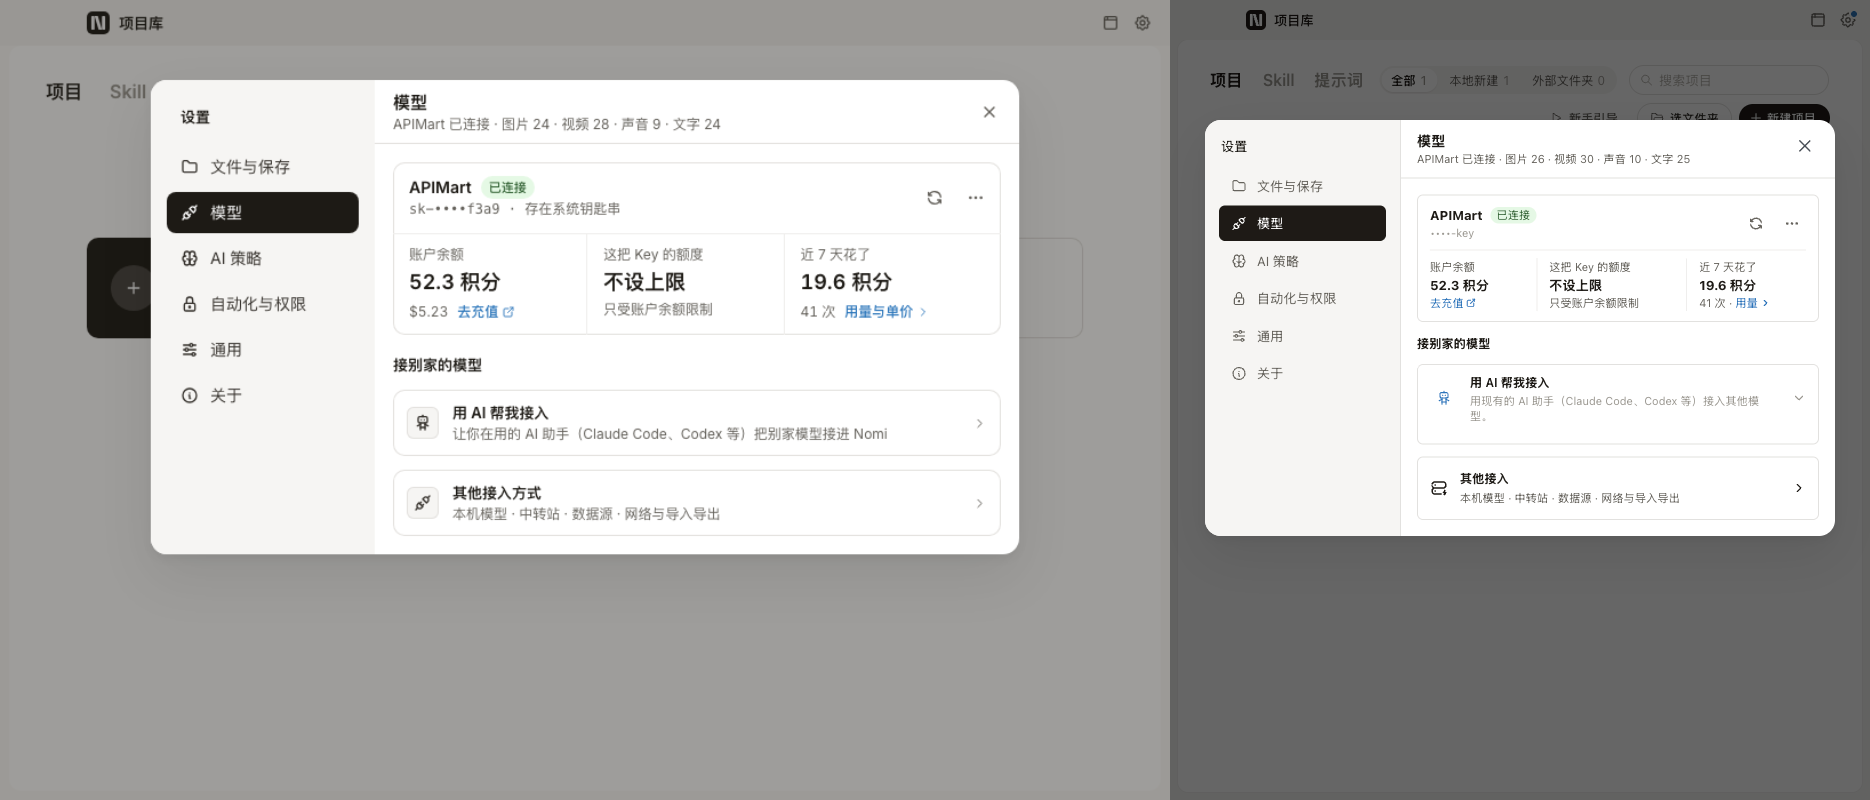 N 项目库
项目 Skill
设置
文件与保存
模型
AI 策略
自动化与权限
通用
关于
模型
APIMart 已连接 · 图片 24 · 视频 28 · 声音 9 · 文字 24
APIMart 已连接
sk-••••f3a9 · 存在系统钥匙串
账户余额
52.3 积分
$5.23 去充值
这把 Key 的额度
不设上限
只受账户余额限制
近 7 天花了
19.6 积分
41 次 用量与单价
接别家的模型
用 AI 帮我接入
让你在用的 AI 助手（Claude Code、Codex 等）把别家模型接进 Nomi
其他接入方式
本机模型 · 中转站 · 数据源 · 网络与导入导出
N 项目库
项目 Skill 提示词 全部 1 本地新建 1 外部文件夹 0 搜索项目
新手引导 选文件夹 新建项目
设置
文件与保存
模型
AI 策略
自动化与权限
通用
关于
模型
APIMart 已连接 · 图片 26 · 视频 30 · 声音 10 · 文字 25
APIMart 已连接
•••••-key
账户余额
52.3 积分
去充值
这把 Key 的额度
不设上限
只受账户余额限制
近 7 天花了
19.6 积分
41 次 · 用量
接别家的模型
用 AI 帮我接入
用现有的 AI 助手（Claude Code、Codex 等）接入其他模
型。
其他接入
本机模型 · 中转站 · 数据源 · 网络与导入导出